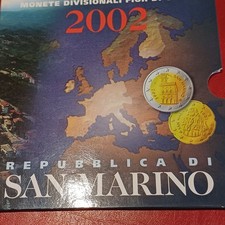 MONETE DIVISIONALI FIOR DI
2002
REPUBBLICA DI
SAN MARINO